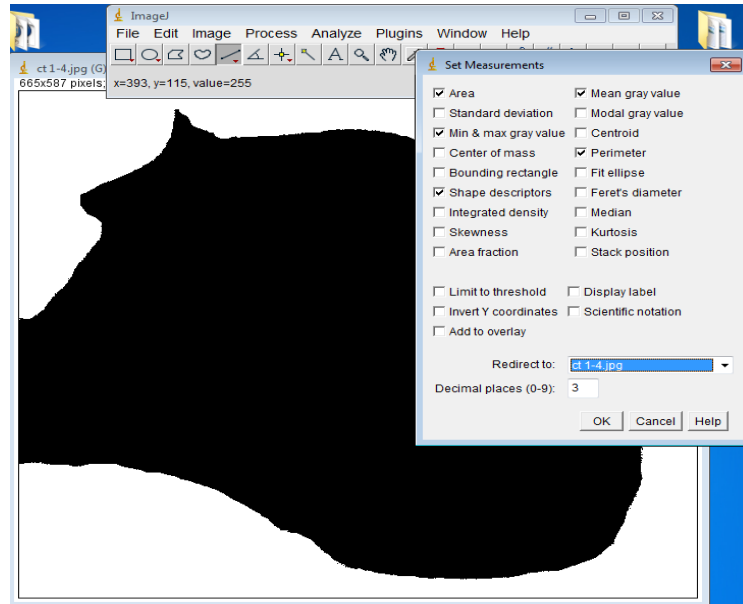 ImageJ
File Edit Image Process Analyze Plugins Window Help
x=393, y=115, value=255
ct 1-4.jpg (G)
665x587 pixels;
Set Measurements
Area Mean gray value
Standard deviation Modal gray value
Min & max gray value Centroid
Center of mass Perimeter
Bounding rectangle Fit ellipse
Shape descriptors Feret's diameter
Integrated density Median
Skewness Kurtosis
Area fraction Stack position
Limit to threshold Display label
Invert Y coordinates Scientific notation
Add to overlay
Redirect to: ct 1-4.jpg
Decimal places (0-9): 3
OK Cancel Help